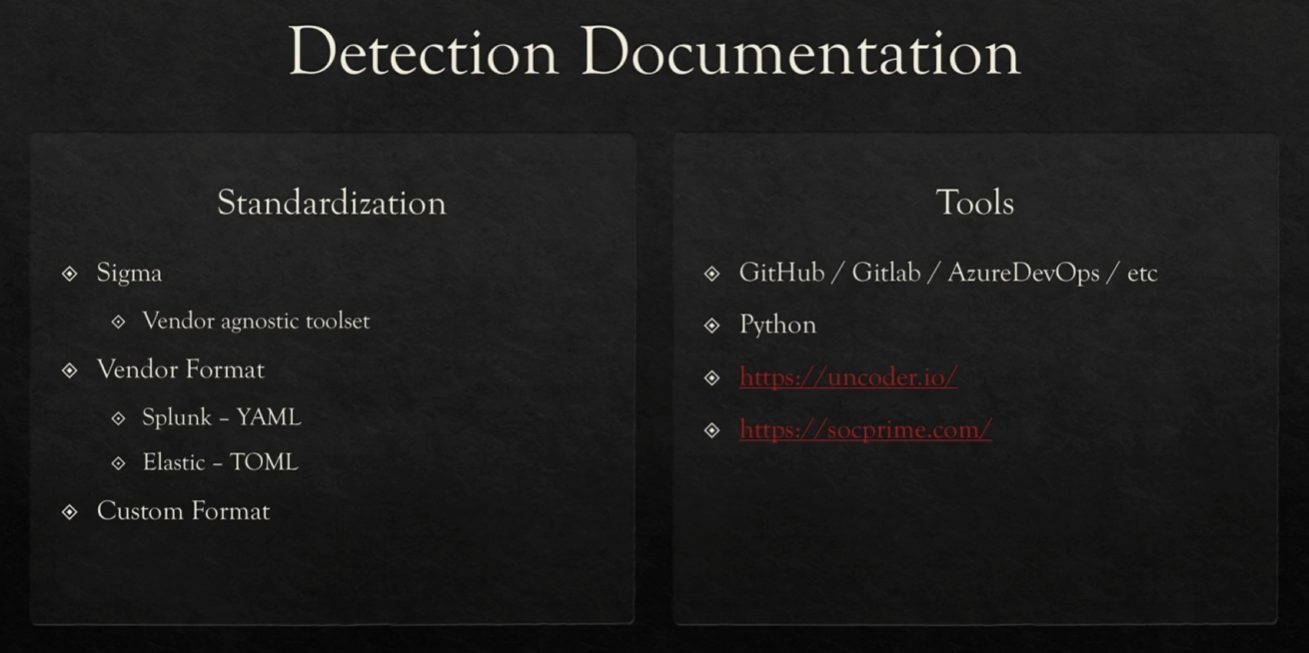 Detection Documentation
Standardization
Sigma
Vendor agnostic toolset
Vendor Format
Splunk – YAML
Elastic – TOML
Custom Format
Tools
GitHub / Gitlab / AzureDevOps / etc
Python
https://uncoder.io/
https://socprime.com/